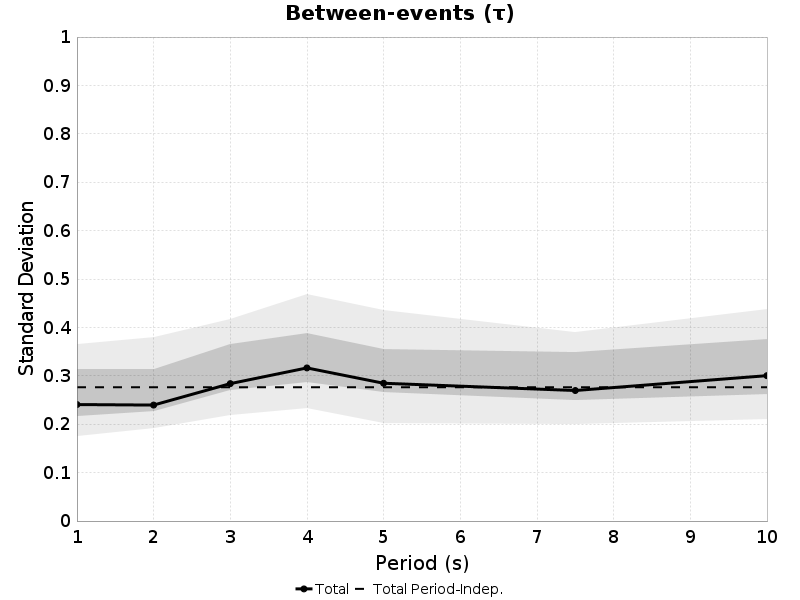 Between-events (τ)
Standard Deviation
1
0.9
0.8
0.7
0.6
0.5
0.4
0.3
0.2
0.1
0
1 2 3 4 5 6 7 8 9 10
Period (s)
Total Total Period-Indep.